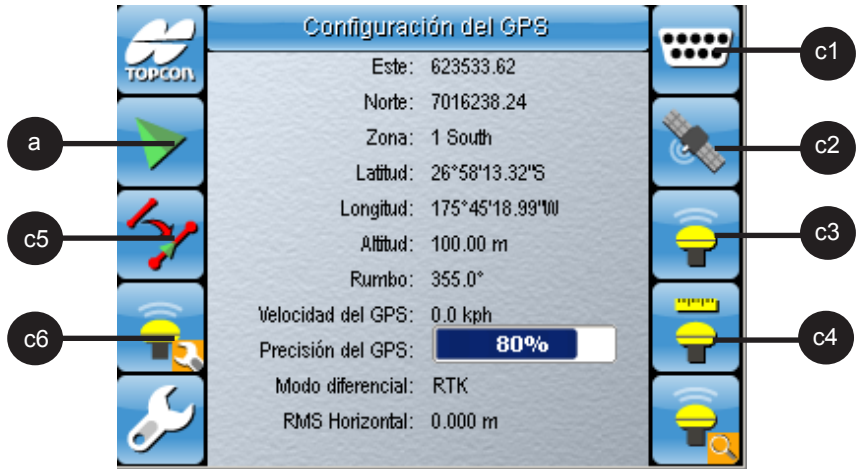 Configuración del GPS
TOPCON
Este: 623533.62
Norte: 7016238.24
Zona: 1 South
Latitud: 26°58'13.32"S
Longitud: 175°45'18.99"W
Altitud: 100.00 m
Rumbo: 355.0°
Velocidad del GPS: 0.0 kph
Precisión del GPS: 80%
Modo diferencial: RTK
RMS Horizontal: 0.000 m
a
c5
c6
c1
c2
c3
c4